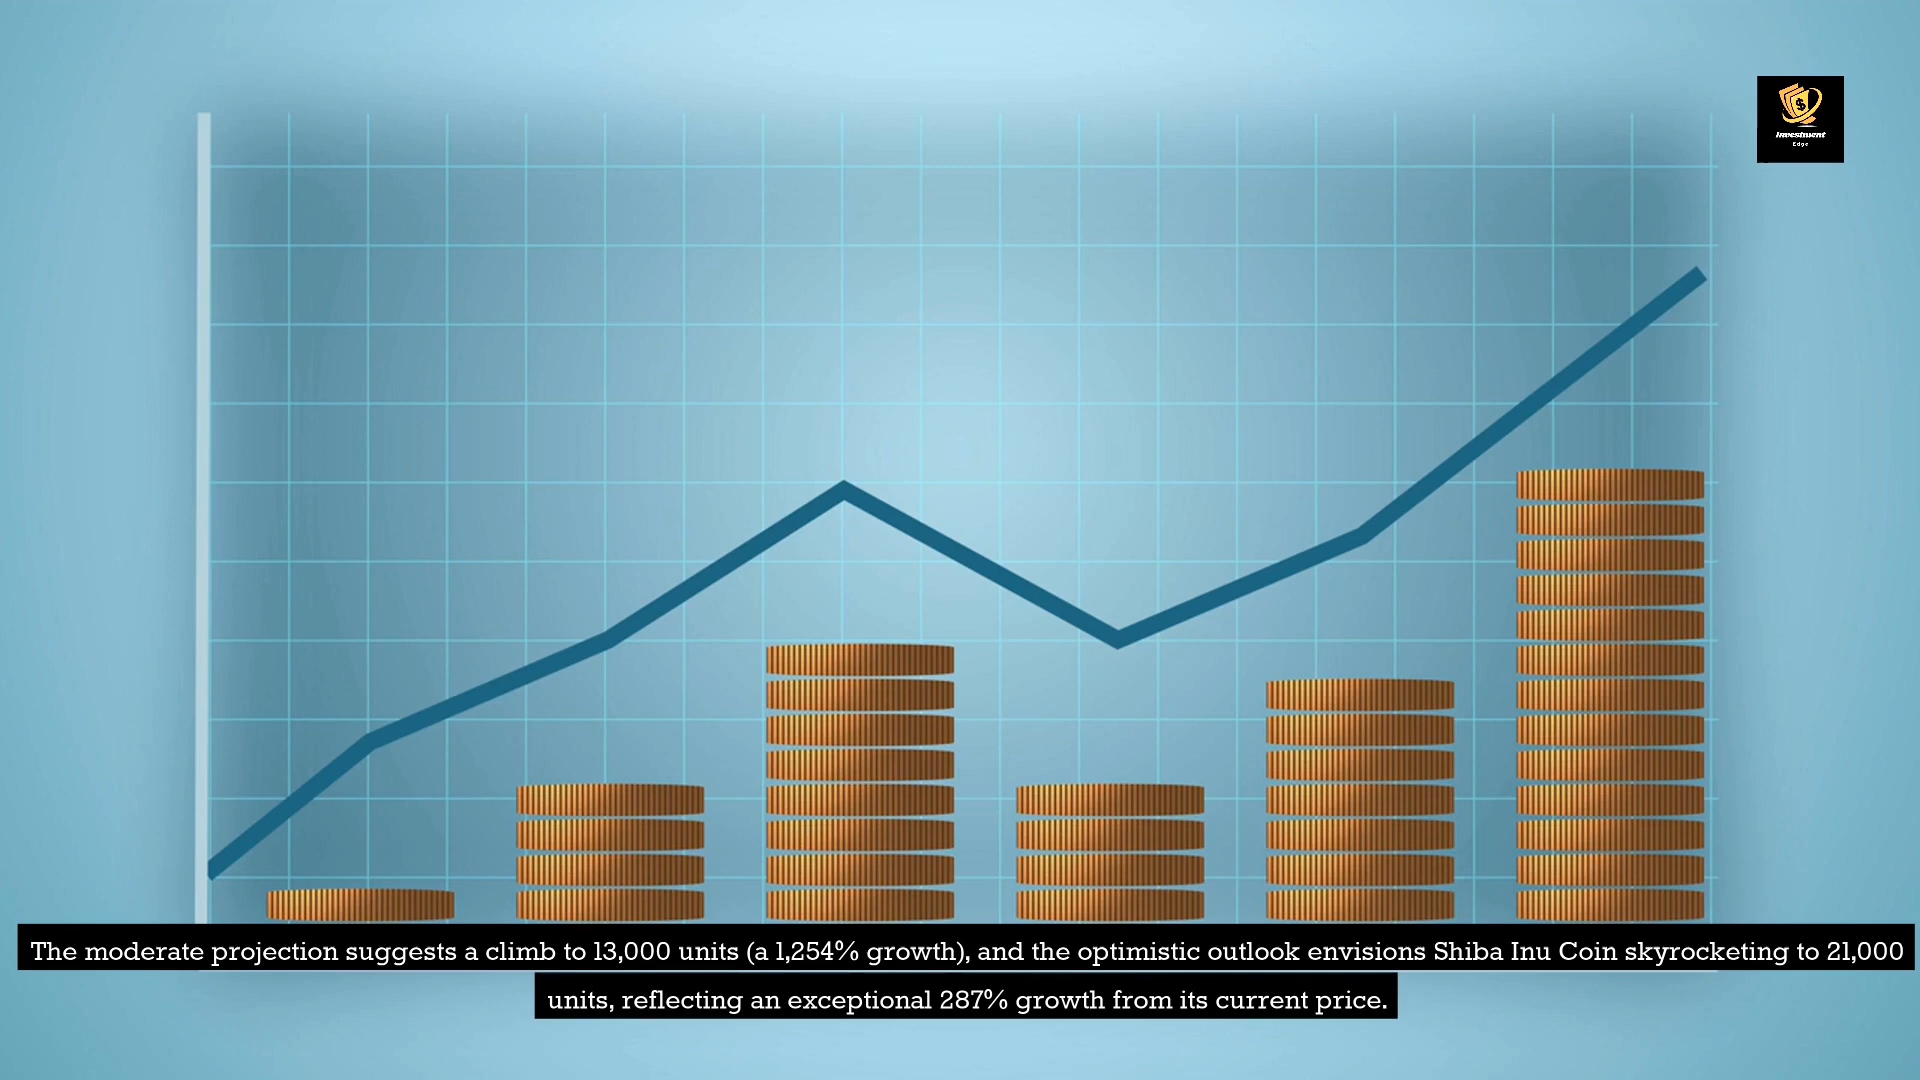 Investment
Edge
The moderate projection suggests a climb to 13,000 units (a 1,254% growth), and the optimistic outlook envisions Shiba Inu Coin skyrocketing to 21,000
units, reflecting an exceptional 287% growth from its current price.